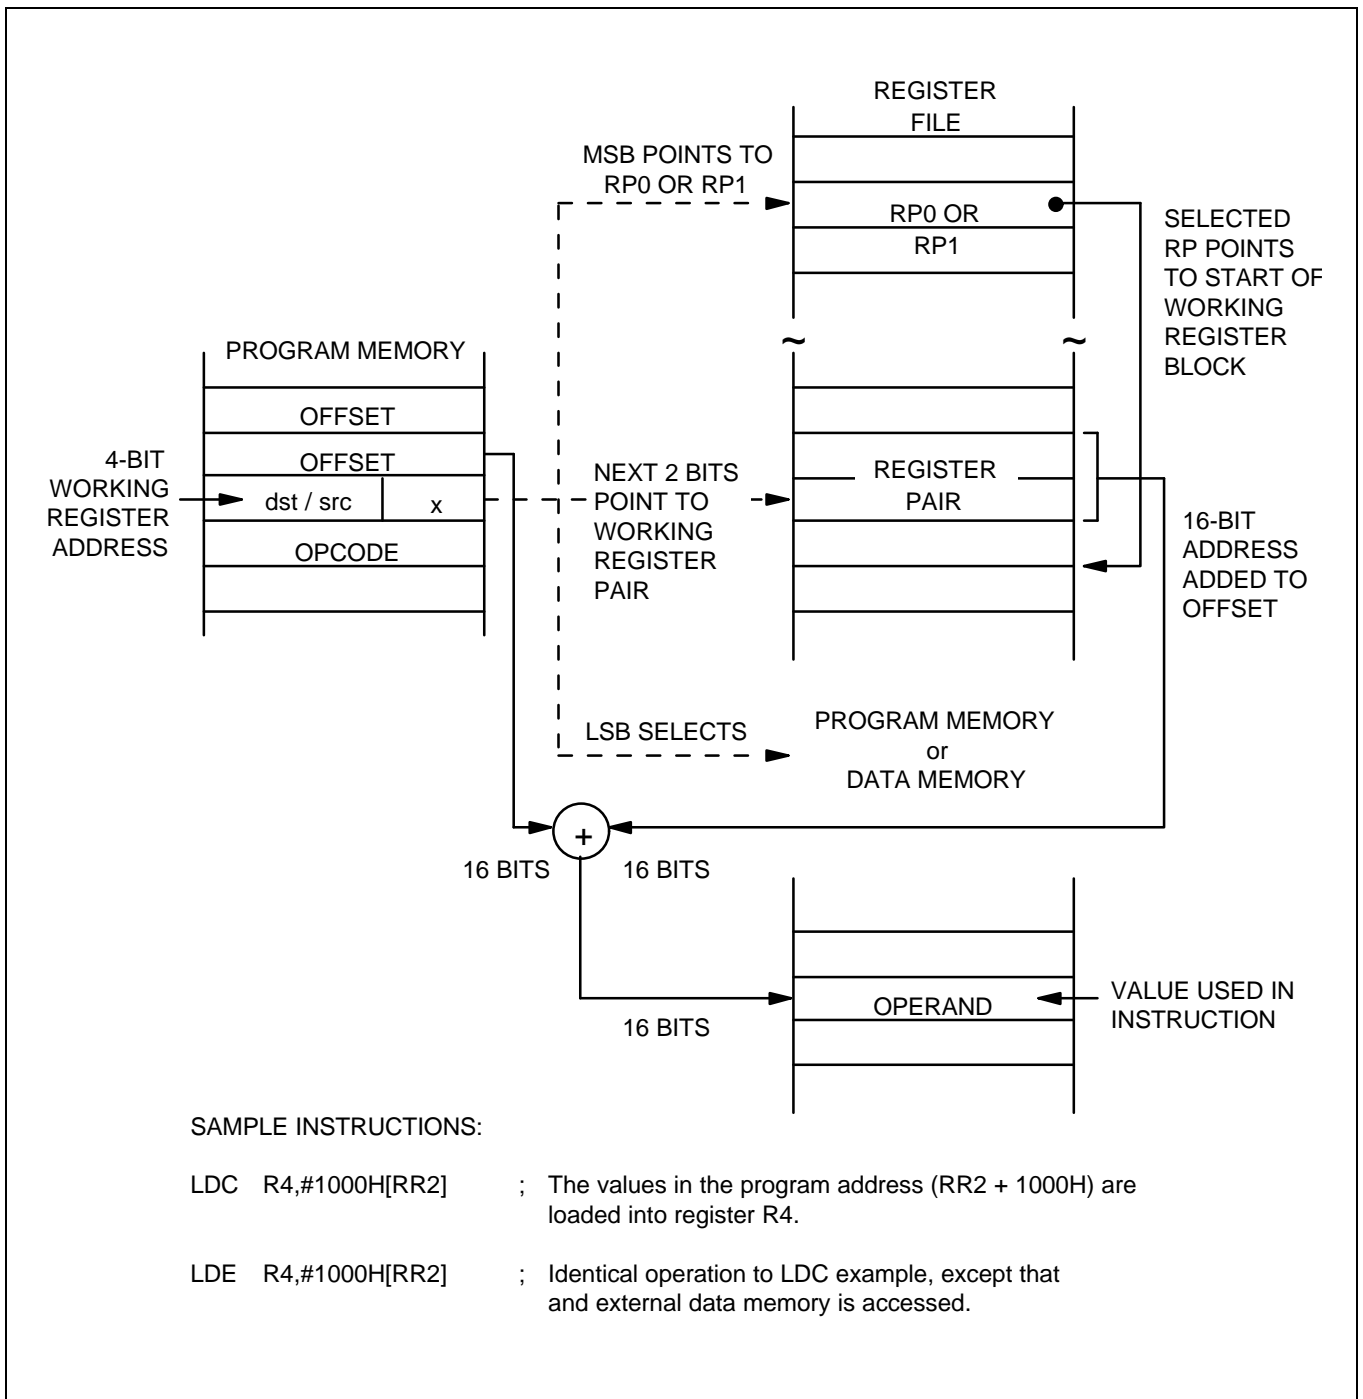 REGISTER
FILE
MSB POINTS TO
RP0 OR RP1
RP0 OR
RP1
SELECTED
RP POINTS
TO START OF
WORKING
REGISTER
BLOCK
~ ~
PROGRAM MEMORY
OFFSET
OFFSET
4-BIT
WORKING
REGISTER
ADDRESS
dst / src x
OPCODE
NEXT 2 BITS
POINT TO
WORKING
REGISTER
PAIR
REGISTER
PAIR
16-BIT
ADDRESS
ADDED TO
OFFSET
LSB SELECTS
PROGRAM MEMORY
or
DATA MEMORY
+
16 BITS 16 BITS
16 BITS
OPERAND
VALUE USED IN
INSTRUCTION
SAMPLE INSTRUCTIONS:
LDC R4,#1000H[RR2] ; The values in the program address (RR2 + 1000H) are
loaded into register R4.
LDE R4,#1000H[RR2] ; Identical operation to LDC example, except that
and external data memory is accessed.